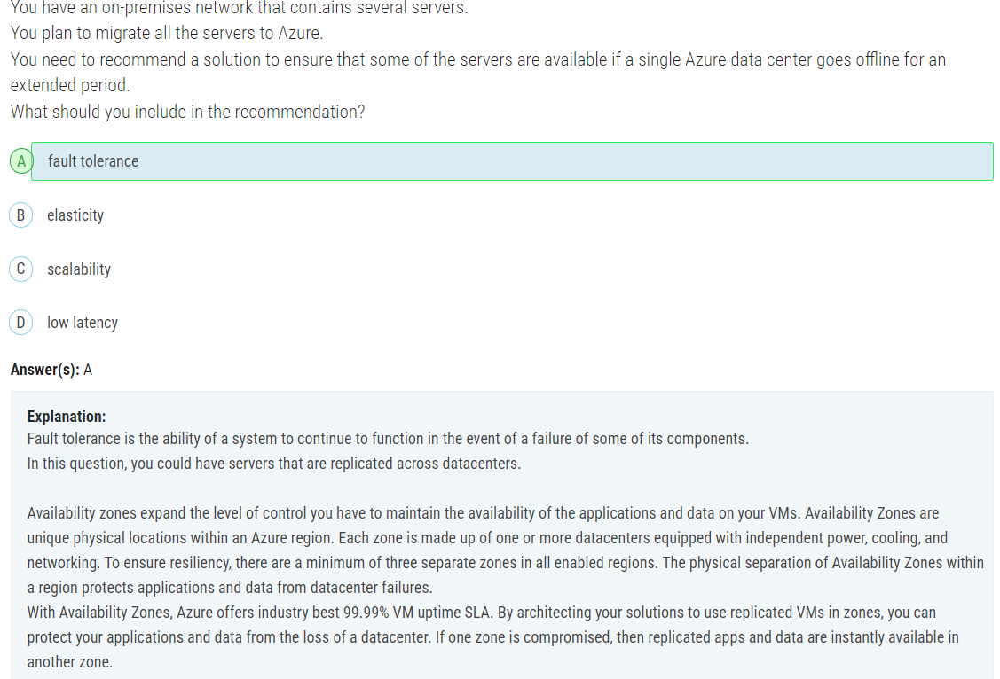 You have an on-premises network that contains several servers.
You plan to migrate all the servers to Azure.
You need to recommend a solution to ensure that some of the servers are available if a single Azure data center goes offline for an
extended period.
What should you include in the recommendation?
A fault tolerance
B elasticity
C scalability
D low latency
Answer(s): A
Explanation:
Fault tolerance is the ability of a system to continue to function in the event of a failure of some of its components.
In this question, you could have servers that are replicated across datacenters.
Availability zones expand the level of control you have to maintain the availability of the applications and data on your VMs. Availability Zones are
unique physical locations within an Azure region. Each zone is made up of one or more datacenters equipped with independent power, cooling, and
networking. To ensure resiliency, there are a minimum of three separate zones in all enabled regions. The physical separation of Availability Zones within
a region protects applications and data from datacenter failures.
With Availability Zones, Azure offers industry best 99.99% VM uptime SLA. By architecting your solutions to use replicated VMs in zones, you can
protect your applications and data from the loss of a datacenter. If one zone is compromised, then replicated apps and data are instantly available in
another zone.